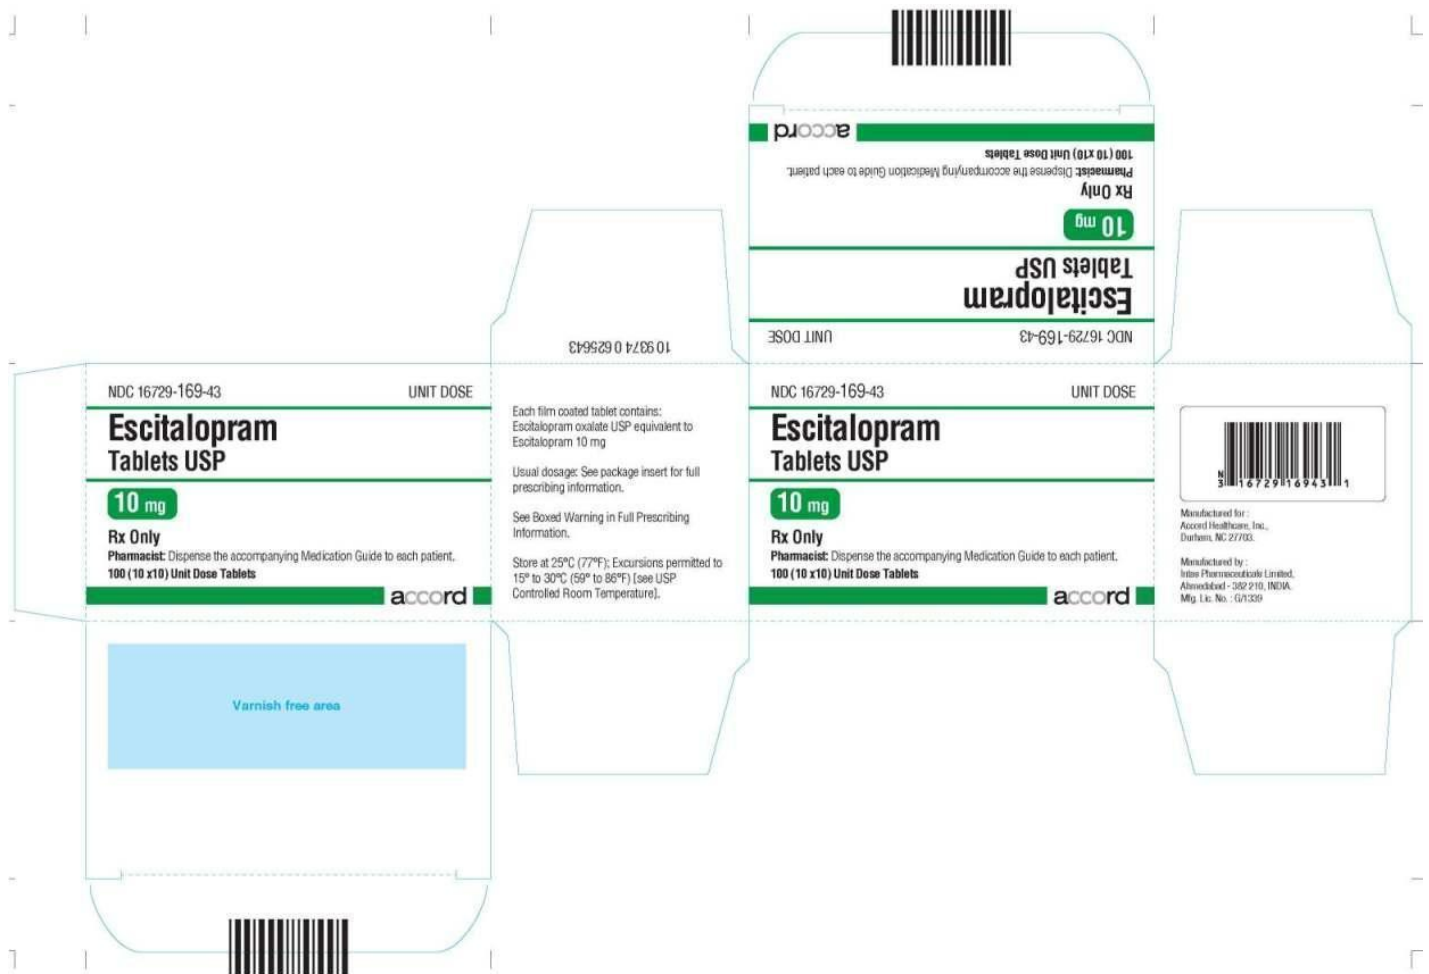 accord
100 (10 x10) Unit Dose Tablets
Pharmacist: Dispense the accompanying Medication Guide to each patient.
Rx Only
10 mg
Tablets USP
Escitalopram
NDC 16729-169-43 UNIT DOSE
10 9374 0 625643
NDC 16729-169-43 UNIT DOSE
Escitalopram
Tablets USP
10 mg
Rx Only
Pharmacist: Dispense the accompanying Medication Guide to each patient.
100 (10 x10) Unit Dose Tablets
accord
Each film coated tablet contains:
Escitalopram oxalate USP equivalent to
Escitalopram 10 mg
Usual dosage: See package insert for full
prescribing information.
See Boxed Warning in Full Prescribing
Information.
Store at 25°C (77°F); Excursions permitted to
15° to 30°C (59° to 86°F) [see USP
Controlled Room Temperature].
NDC 16729-169-43 UNIT DOSE
Escitalopram
Tablets USP
10 mg
Rx Only
Pharmacist: Dispense the accompanying Medication Guide to each patient.
100 (10 x10) Unit Dose Tablets
accord
N
3 16729 16943 1
Manufactured for :
Accord Healthcare, Inc.,
Durham, NC 27703.
Manufactured by :
Intas Pharmaceuticals Limited,
Ahmedabad - 382 210, INDIA.
Mfg. Lic. No. : G/1339
Varnish free area